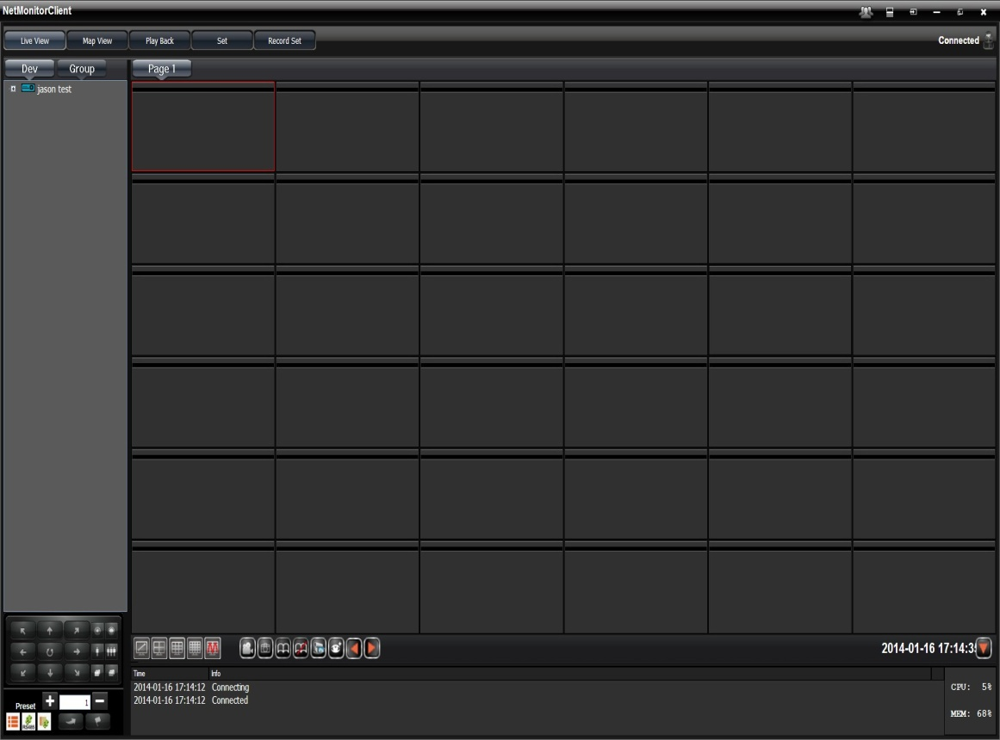 NetMonitorClient
Live View Map View Play Back Set Record Set Connected
Dev Group Page 1
jason test
2014-01-16 17:14:3
Time Info
2014-01-16 17:14:12 Connecting
2014-01-16 17:14:12 Connected
CPU: 5%
MEM: 68%
Preset 1
RS485